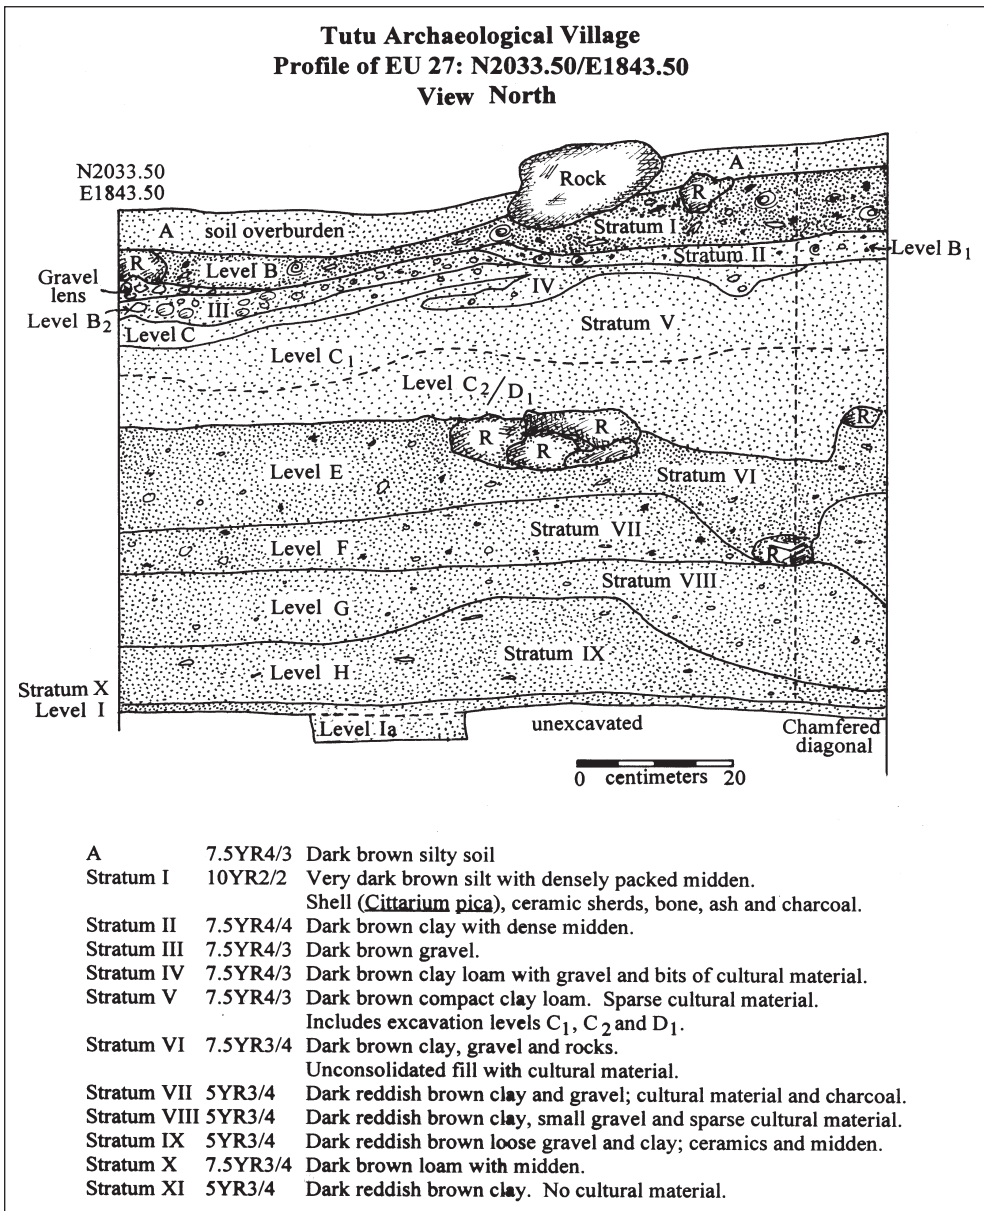 Tutu Archaeological Village
Profile of EU 27: N2033.50/E1843.50
View North
N2033.50
E1843.50
Rock
A
R
A soil overburden
Stratum I
R
Level B
Stratum II
Level B1
Gravel
lens
IV
III
Level B2
Level C
Stratum V
Level C1
Level C2/D1
R
R
R
R
Level E
Stratum VI
Stratum VII
Level F
R
Stratum VIII
Level G
Stratum IX
Level H
Stratum X
Level I
Level Ia
unexcavated
Chamfered
diagonal
0 centimeters 20
A 7.5YR4/3 Dark brown silty soil
Stratum I 10YR2/2 Very dark brown silt with densely packed midden.
Shell (Cittarium pica), ceramic sherds, bone, ash and charcoal.
Stratum II 7.5YR4/4 Dark brown clay with dense midden.
Stratum III 7.5YR4/3 Dark brown gravel.
Stratum IV 7.5YR4/3 Dark brown clay loam with gravel and bits of cultural material.
Stratum V 7.5YR4/3 Dark brown compact clay loam. Sparse cultural material.
Includes excavation levels C1, C2 and D1.
Stratum VI 7.5YR3/4 Dark brown clay, gravel and rocks.
Unconsolidated fill with cultural material.
Stratum VII 5YR3/4 Dark reddish brown clay and gravel; cultural material and charcoal.
Stratum VIII 5YR3/4 Dark reddish brown clay, small gravel and sparse cultural material.
Stratum IX 5YR3/4 Dark reddish brown loose gravel and clay; ceramics and midden.
Stratum X 7.5YR3/4 Dark brown loam with midden.
Stratum XI 5YR3/4 Dark reddish brown clay. No cultural material.